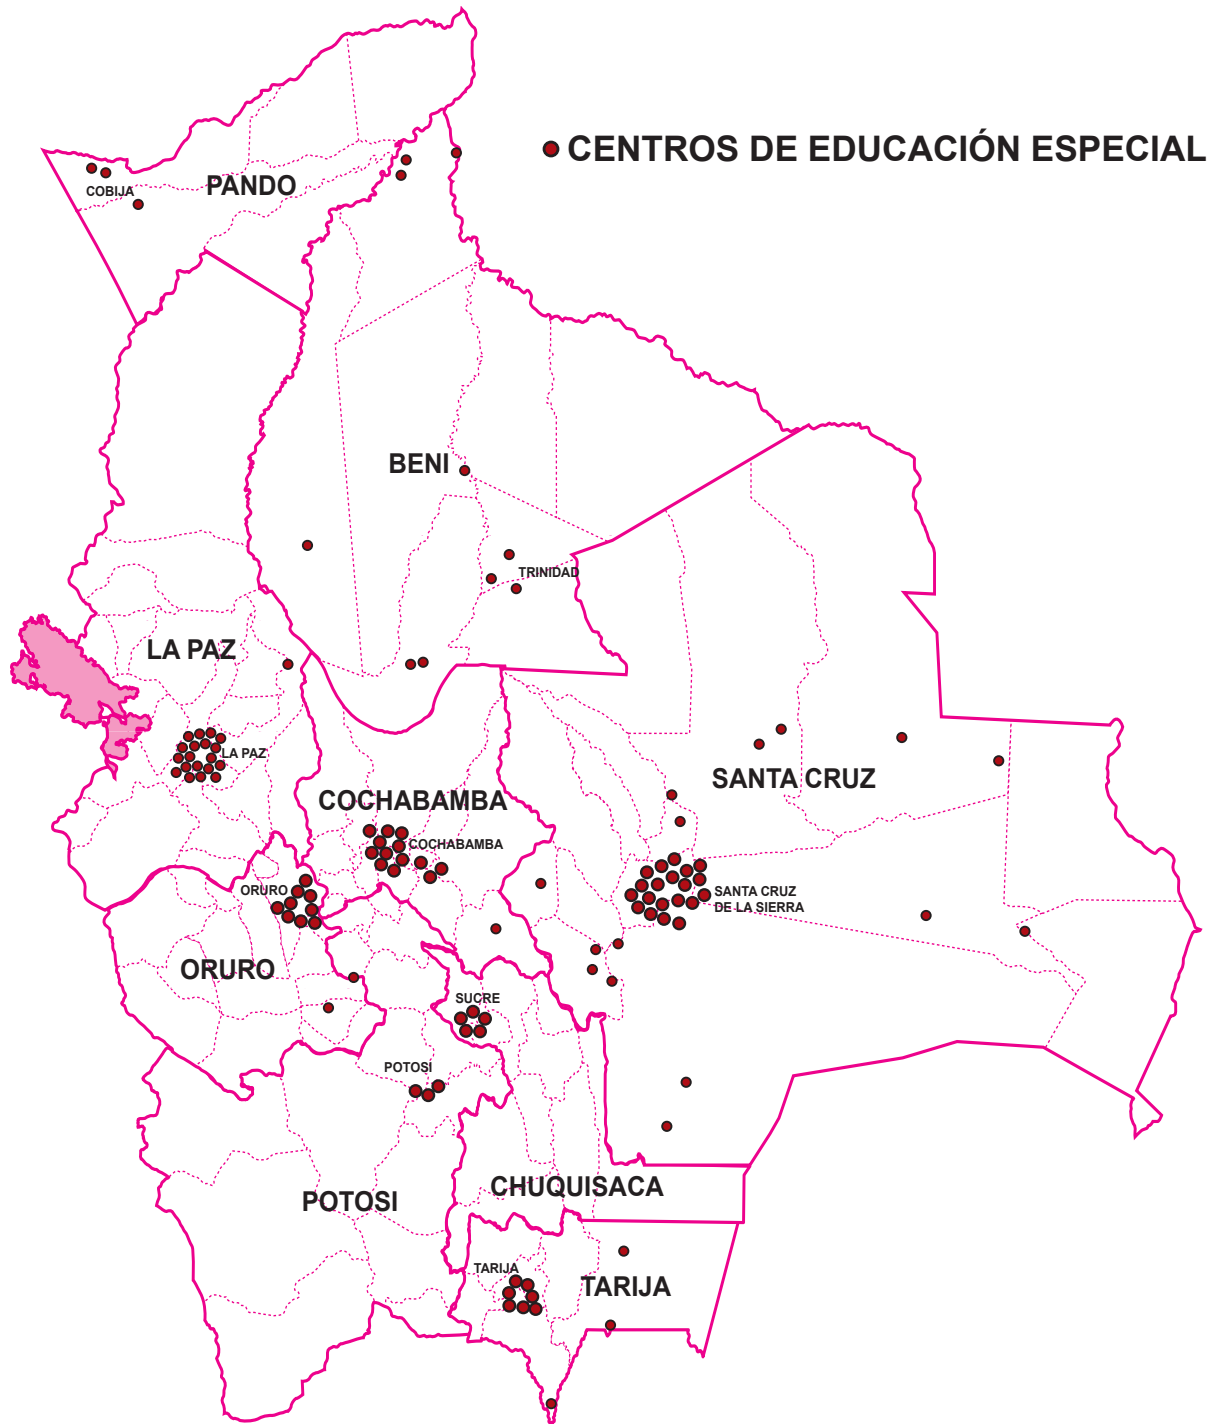 CENTROS DE EDUCACIÓN ESPECIAL
PANDO
COBIJA
BENI
TRINIDAD
LA PAZ
LA PAZ
SANTA CRUZ
COCHABAMBA
COCHABAMBA
ORURO
SANTA CRUZ
DE LA SIERRA
ORURO
SUCRE
POTOSÍ
CHUQUISACA
POTOSI
TARIJA
TARIJA